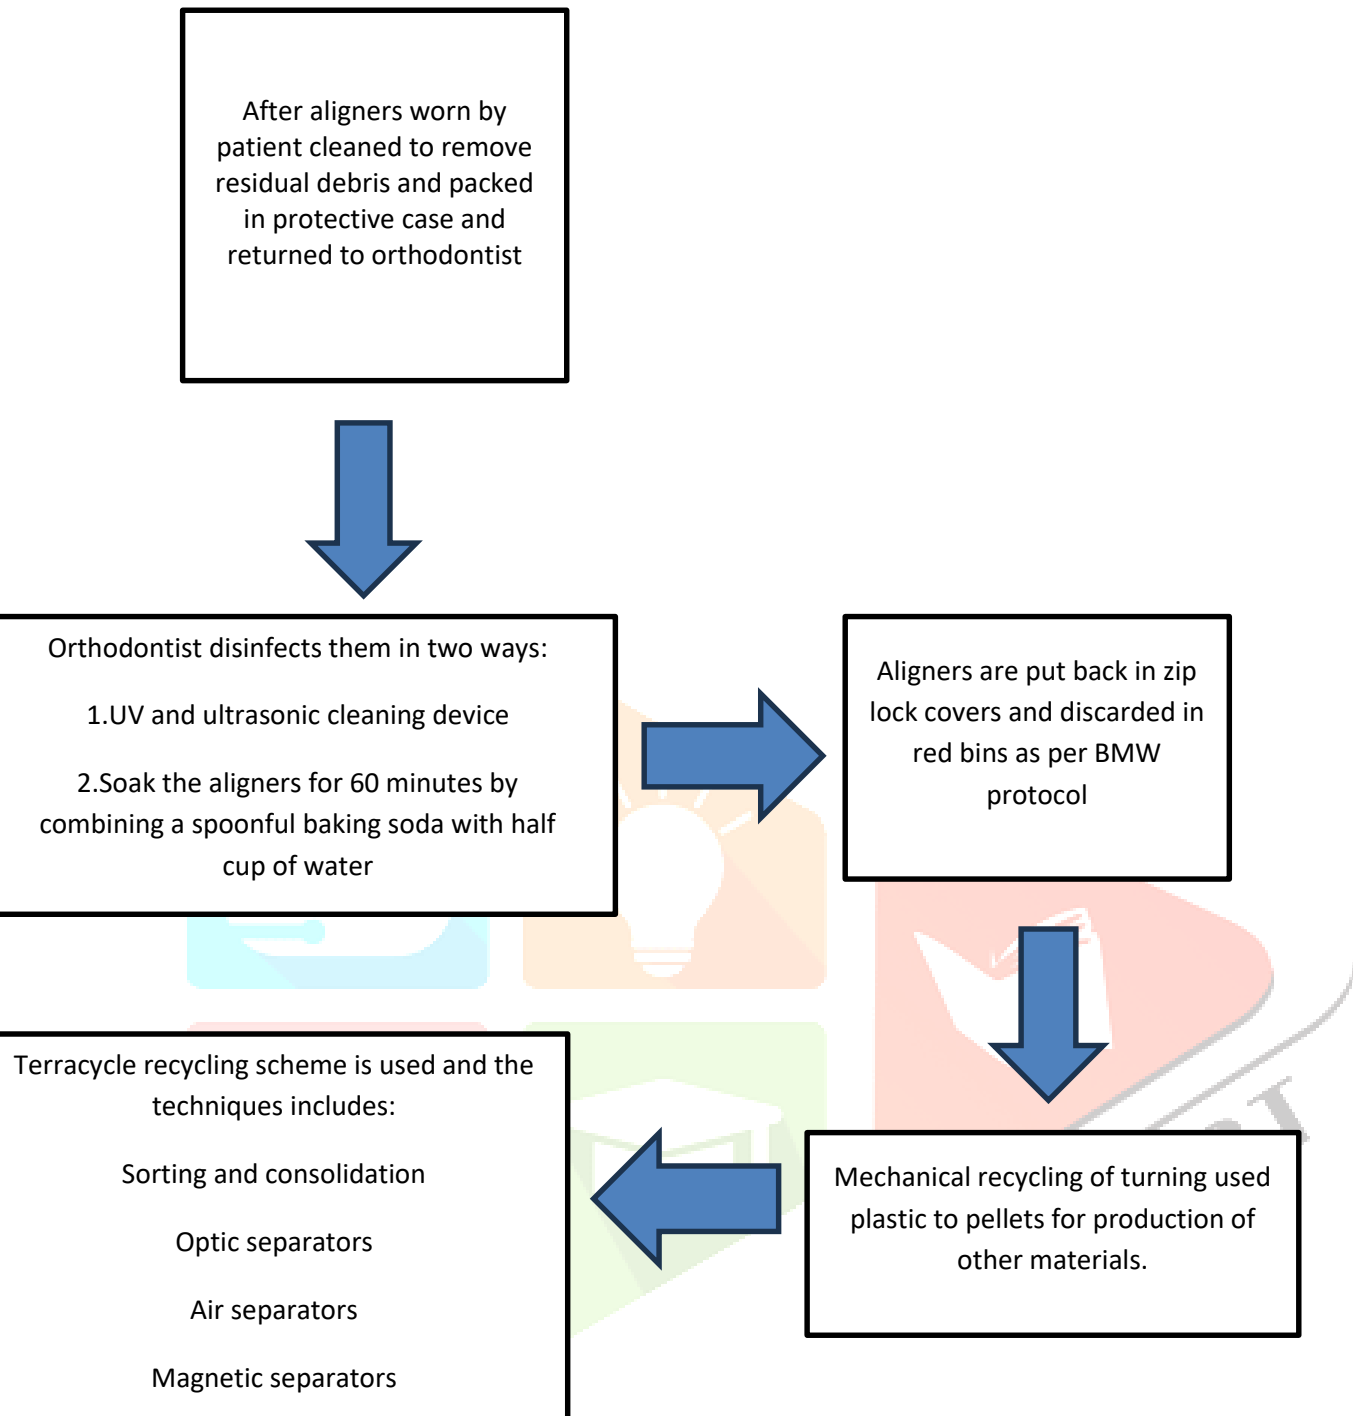 After aligners worn by
patient cleaned to remove
residual debris and packed
in protective case and
returned to orthodontist
Orthodontist disinfects them in two ways:
1.UV and ultrasonic cleaning device
2.Soak the aligners for 60 minutes by
combining a spoonful baking soda with half
cup of water
Aligners are put back in zip
lock covers and discarded in
red bins as per BMW
protocol
Mechanical recycling of turning used
plastic to pellets for production of
other materials.
Terracycle recycling scheme is used and the
techniques includes:
Sorting and consolidation
Optic separators
Air separators
Magnetic separators